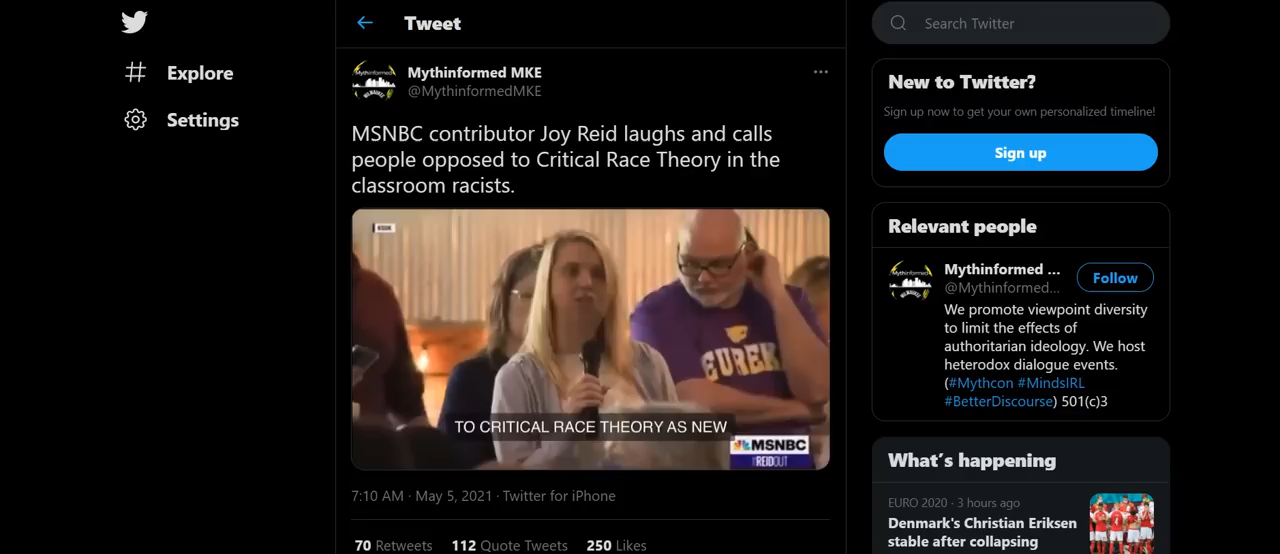 Tweet
Explore
Settings
Mythinformed MKE
@MythinformedMKE
MSNBC contributor Joy Reid laughs and calls
people opposed to Critical Race Theory in the
classroom racists.
EUREK
TO CRITICAL RACE THEORY AS NEW
MSNBC
REIDOUT
7:10 AM · May 5, 2021 · Twitter for iPhone
70 Retweets 112 Quote Tweets 250 Likes
Search Twitter
New to Twitter?
Sign up now to get your own personalized timeline!
Sign up
Relevant people
Mythinformed ...
@Mythinformed...
Follow
We promote viewpoint diversity
to limit the effects of
authoritarian ideology. We host
heterodox dialogue events.
(#Mythcon #MindsIRL
#BetterDiscourse) 501(c)3
What's happening
EURO 2020 · 3 hours ago
Denmark's Christian Eriksen
stable after collapsing